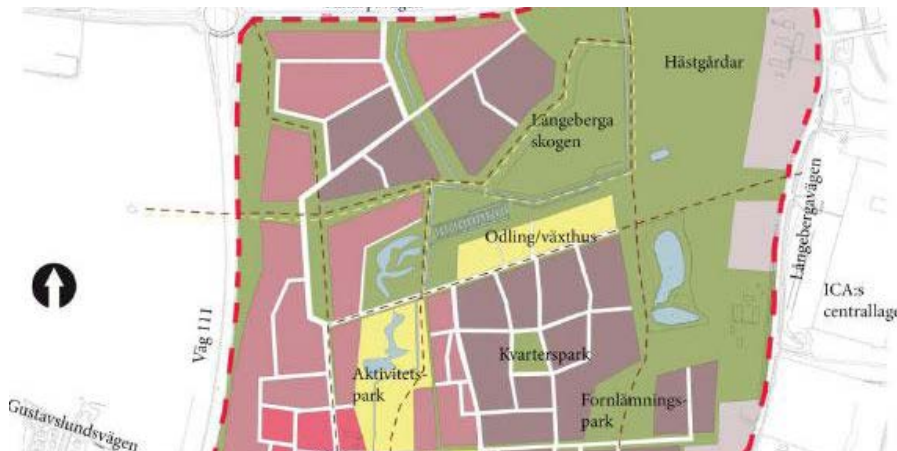 Hästgårdar
Långeberga
skogen
Odling/växthus
Långebergavägen
ICA:s
centrallage
Väg 111
Kvarterspark
Aktivitets-
park
Fornlämnings-
park
Gustavslundsvägen